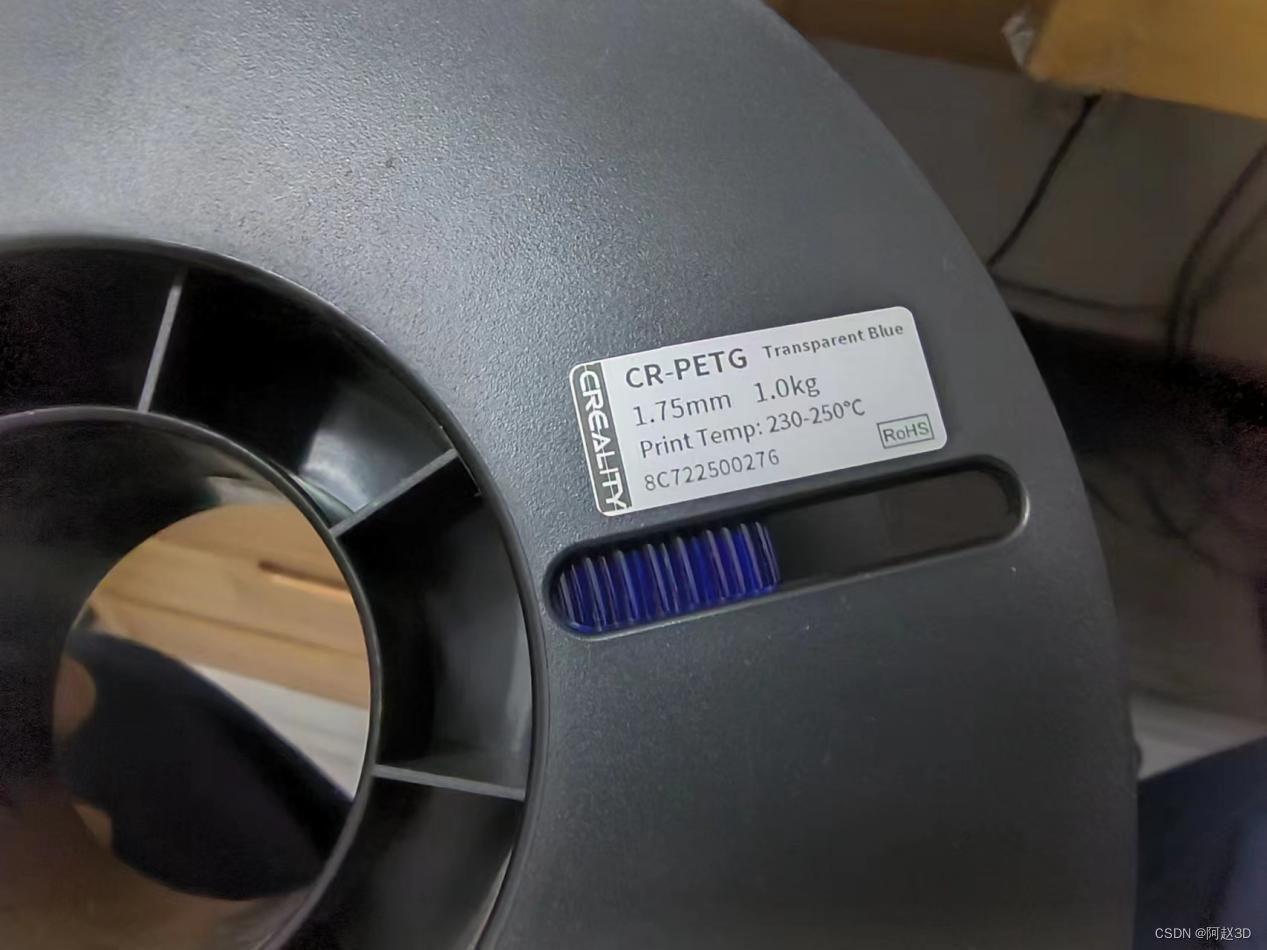 CREALITY
CR-PETG Transparent Blue
1.75mm 1.0kg
Print Temp: 230-250°C
RoHS
8C722500276
CSDN @阿赵3D